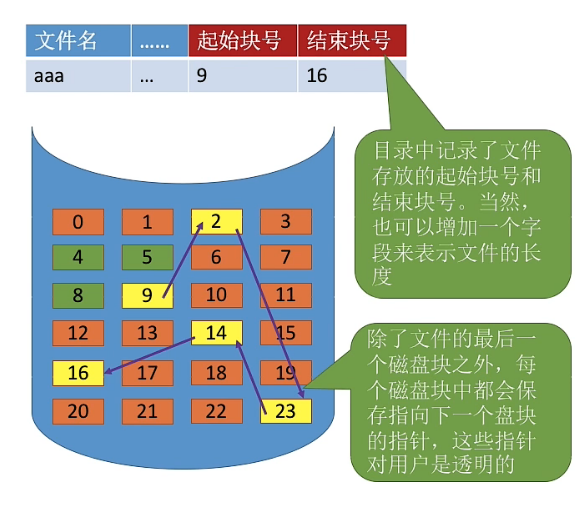 文件名 …… 起始块号 结束块号
aaa ... 9 16
目录中记录了文件
存放的起始块号和
结束块号。当然，
也可以增加一个字
段来表示文件的长
度
0 1 2 3
4 5 6 7
8 9 10 11
12 13 14 15
16 17 18 19
20 21 22 23
除了文件的最后一
个磁盘块之外，每
个磁盘块中都会保
存指向下一个盘块
的指针，这些指针
对用户是透明的